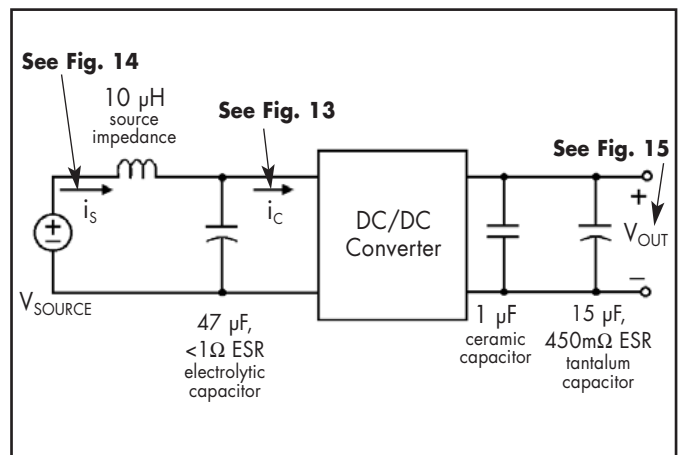 See Fig. 14
10 µH
source
impedance
See Fig. 13
See Fig. 15
iS
iC
DC/DC
Converter
+
VOUT
–
+
–
VSOURCE
47 µF,
<1Ω ESR
electrolytic
capacitor
1 µF
ceramic
capacitor
15 µF,
450mΩ ESR
tantalum
capacitor